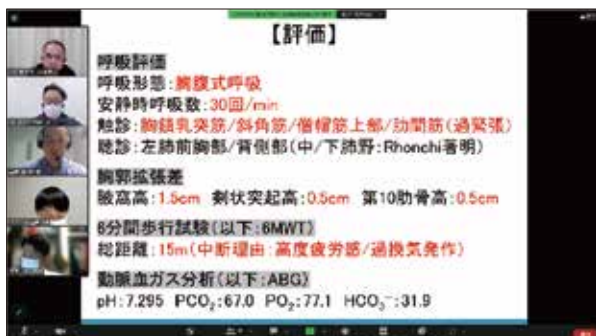 【評価】
呼吸評価
呼吸形態:胸腹式呼吸
安静時呼吸数:30回/min
触診:胸鎖乳突筋/斜角筋/僧帽筋上部/肋間筋(過緊張)
聴診:左肺前胸部/背側部(中/下肺野:Rhonchi著明)
胸郭拡張差
腋窩高:1.5cm 剣状突起高:0.5cm 第10肋骨高:0.5cm
6分間歩行試験(以下:6MWT)
総距離:15m(中断理由:高度疲労感/過換気発作)
動脈血ガス分析(以下:ABG)
pH:7.295 PCO₂:67.0 PO₂:77.1 HCO₃⁻:31.9